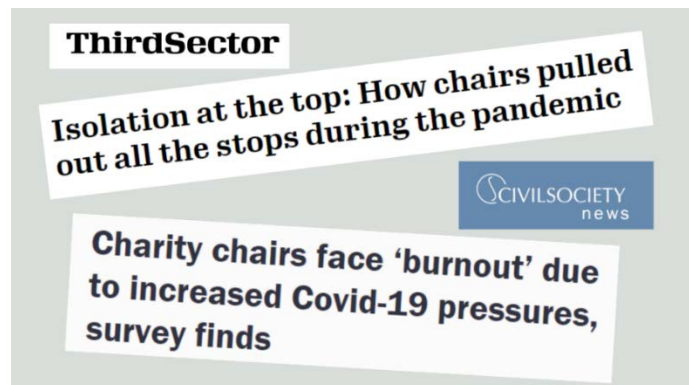 ThirdSector
Isolation at the top: How chairs pulled
out all the stops during the pandemic
CIVILSOCIETY
news
Charity chairs face ‘burnout’ due
to increased Covid-19 pressures,
survey finds